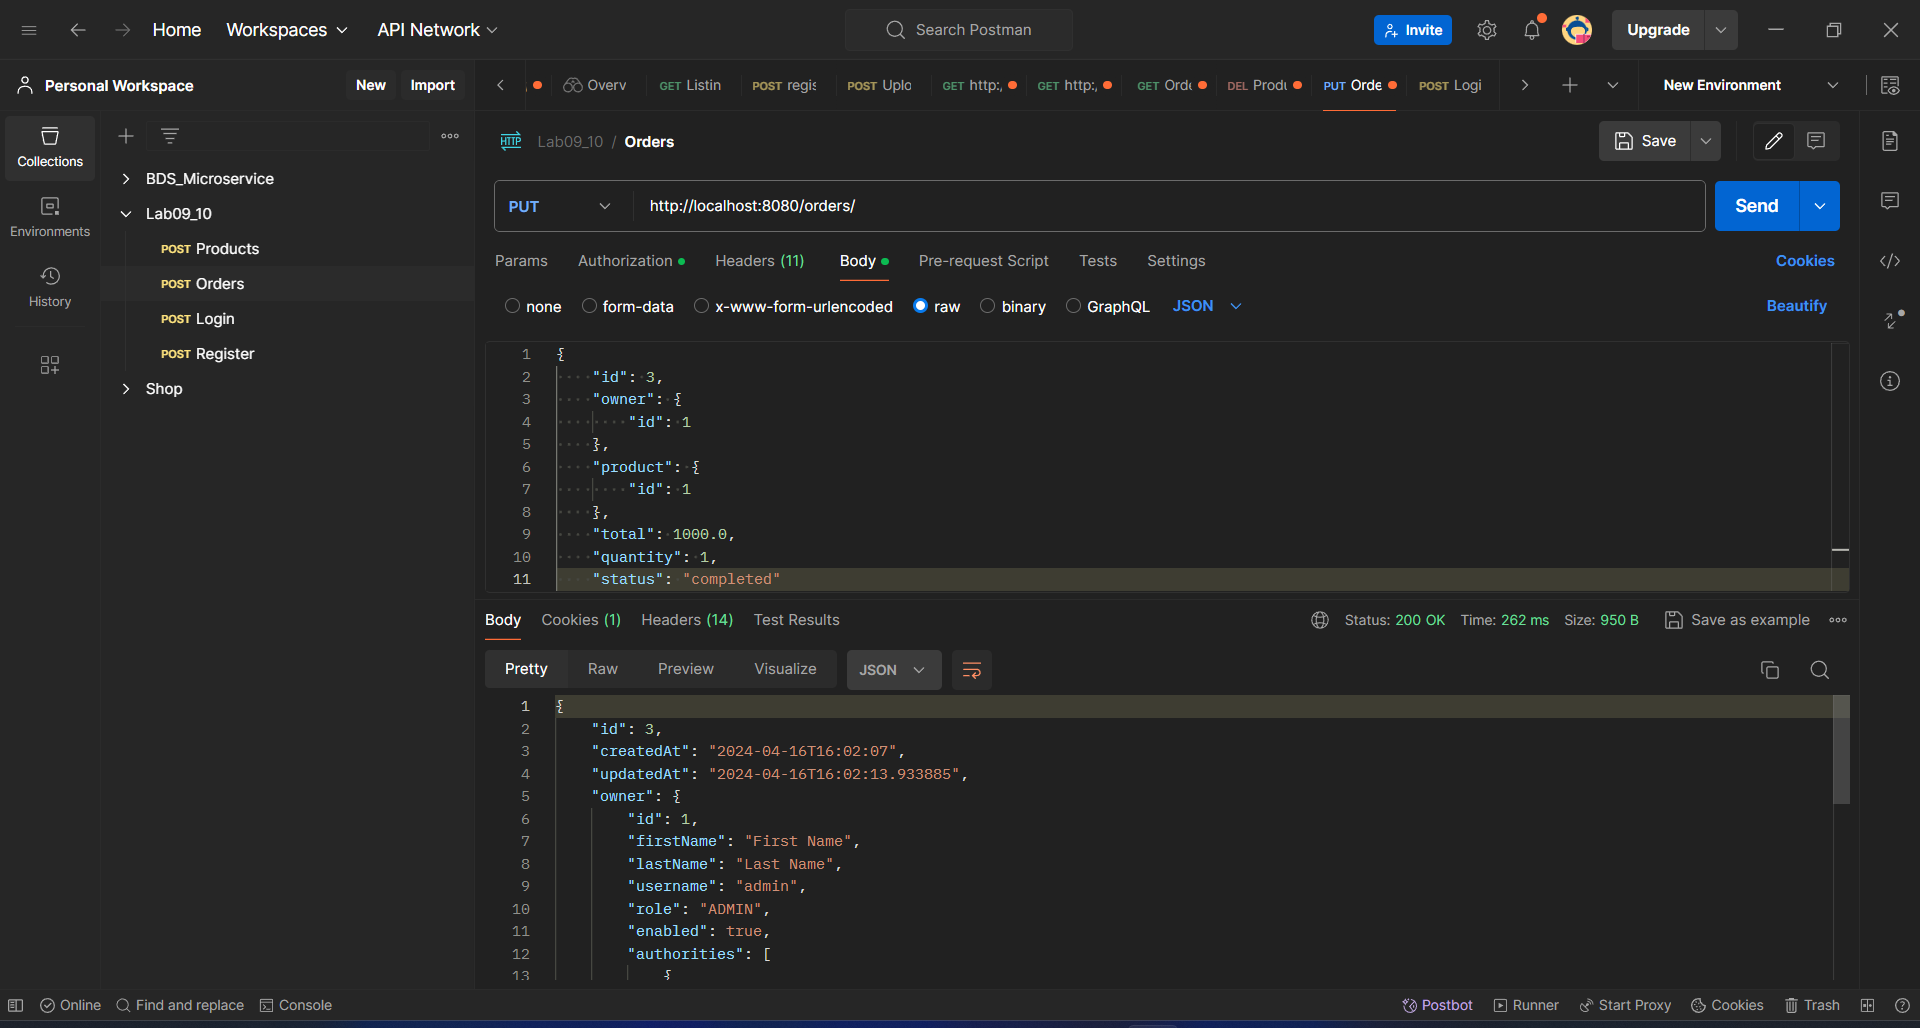 Home Workspaces API Network Search Postman Invite Upgrade
Personal Workspace New Import Overv GET Listin POST regis POST Uplo GET http:, GET http:, GET Orde DEL Produ PUT Orde POST Logi New Environment
Collections
Environments
History
BDS_Microservice
Lab09_10
POST Products
POST Orders
POST Login
POST Register
Shop
HTTP Lab09_10 / Orders Save
PUT http://localhost:8080/orders/ Send
Params Authorization Headers (11) Body Pre-request Script Tests Settings Cookies
none form-data x-www-form-urlencoded raw binary GraphQL JSON Beautify
1 {
2 "id": 3,
3 "owner": {
4 "id": 1
5 },
6 "product": {
7 "id": 1
8 },
9 "total": 1000.0,
10 "quantity": 1,
11 "status": "completed"
Body Cookies (1) Headers (14) Test Results Status: 200 OK Time: 262 ms Size: 950 B Save as example
Pretty Raw Preview Visualize JSON
1 {
2 "id": 3,
3 "createdAt": "2024-04-16T16:02:07",
4 "updatedAt": "2024-04-16T16:02:13.933885",
5 "owner": {
6 "id": 1,
7 "firstName": "First Name",
8 "lastName": "Last Name",
9 "username": "admin",
10 "role": "ADMIN",
11 "enabled": true,
12 "authorities": [
13 {
Online Find and replace Console Postbot Runner Start Proxy Cookies Trash